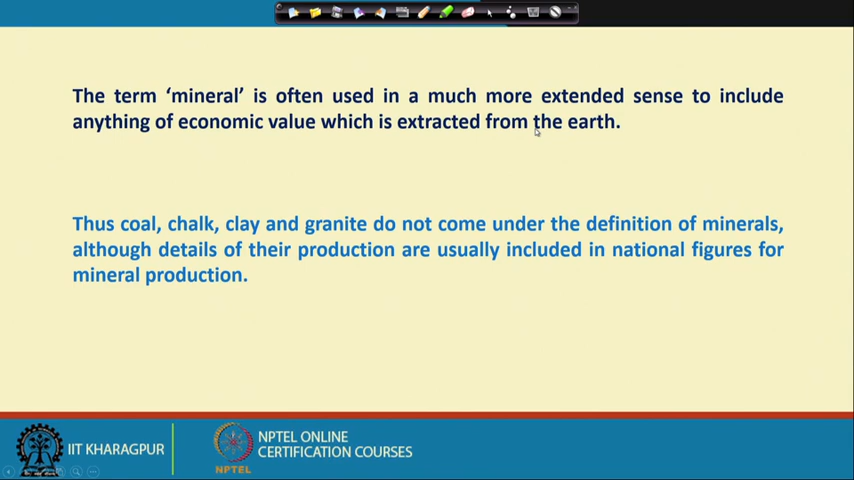 The term ‘mineral’ is often used in a much more extended sense to include
anything of economic value which is extracted from the earth.
Thus coal, chalk, clay and granite do not come under the definition of minerals,
although details of their production are usually included in national figures for
mineral production.
IIT KHARAGPUR
NPTEL
NPTEL ONLINE
CERTIFICATION COURSES